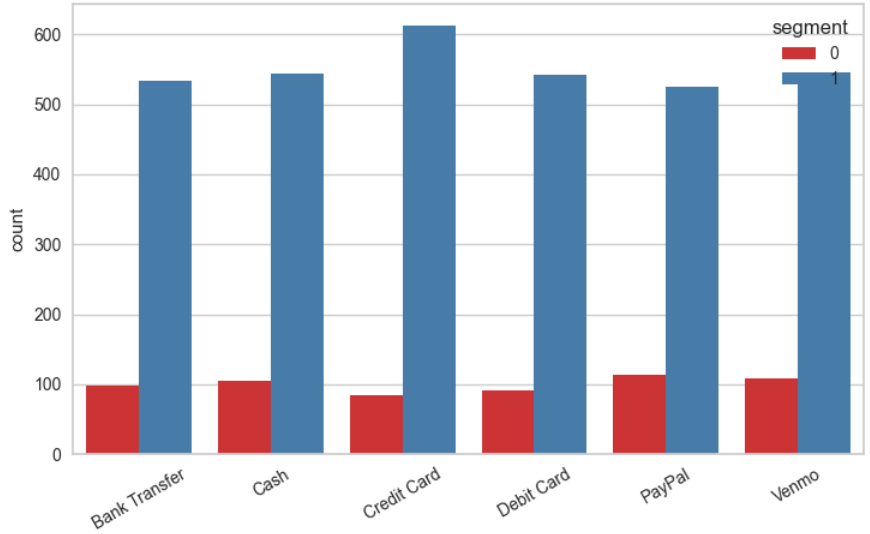 segment
0
1
600
500
400
300
200
100
0
count
Bank Transfer
Cash
Credit Card
Debit Card
PayPal
Venmo